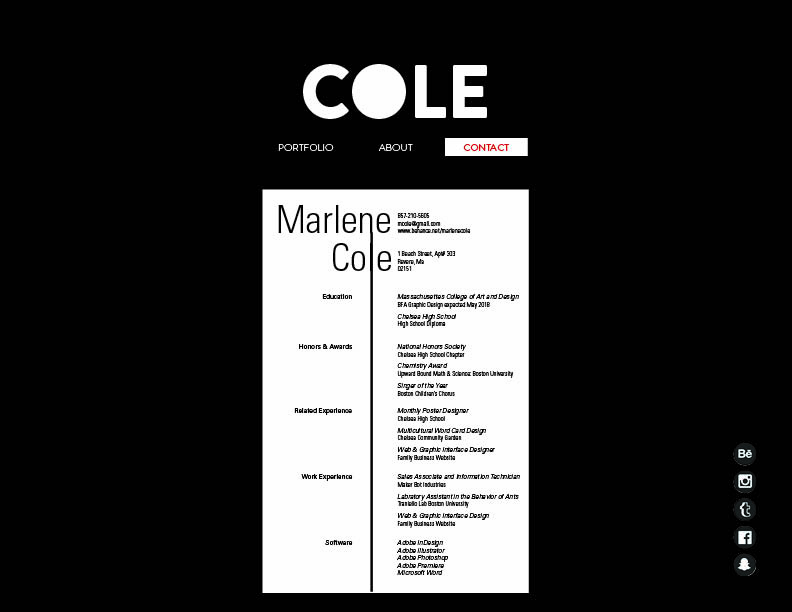 COLE
PORTFOLIO ABOUT CONTACT
Marlene
Cole
857-210-5605
mcole@gmail.com
www.behance.net/marlenecole
1 Beach Street, Apt# 303
Revere, Ma
02151
Education
Massachusettes College of Art and Design
BFA Graphic Design expected May 2018
Chelsea High School
High School Diploma
Honors & Awards
National Honors Society
Chelsea High School Chapter
Chemistry Award
Upward Bound Math & Science: Boston University
Singer of the Year
Boston Children's Chorus
Related Experience
Monthly Poster Designer
Chelsea High School
Multicultural Word Card Design
Chelsea Community Garden
Web & Graphic Interface Designer
Family Business Website
Work Experience
Sales Associate and Information Technician
Maker Bot Industries
Labratory Assistant in the Behavior of Ants
Traniello Lab Boston University
Web & Graphic Interface Design
Family Business Website
Software
Adobe InDesign
Adobe Illustrator
Adobe Photoshop
Adobe Premiere
Microsoft Word
Bē